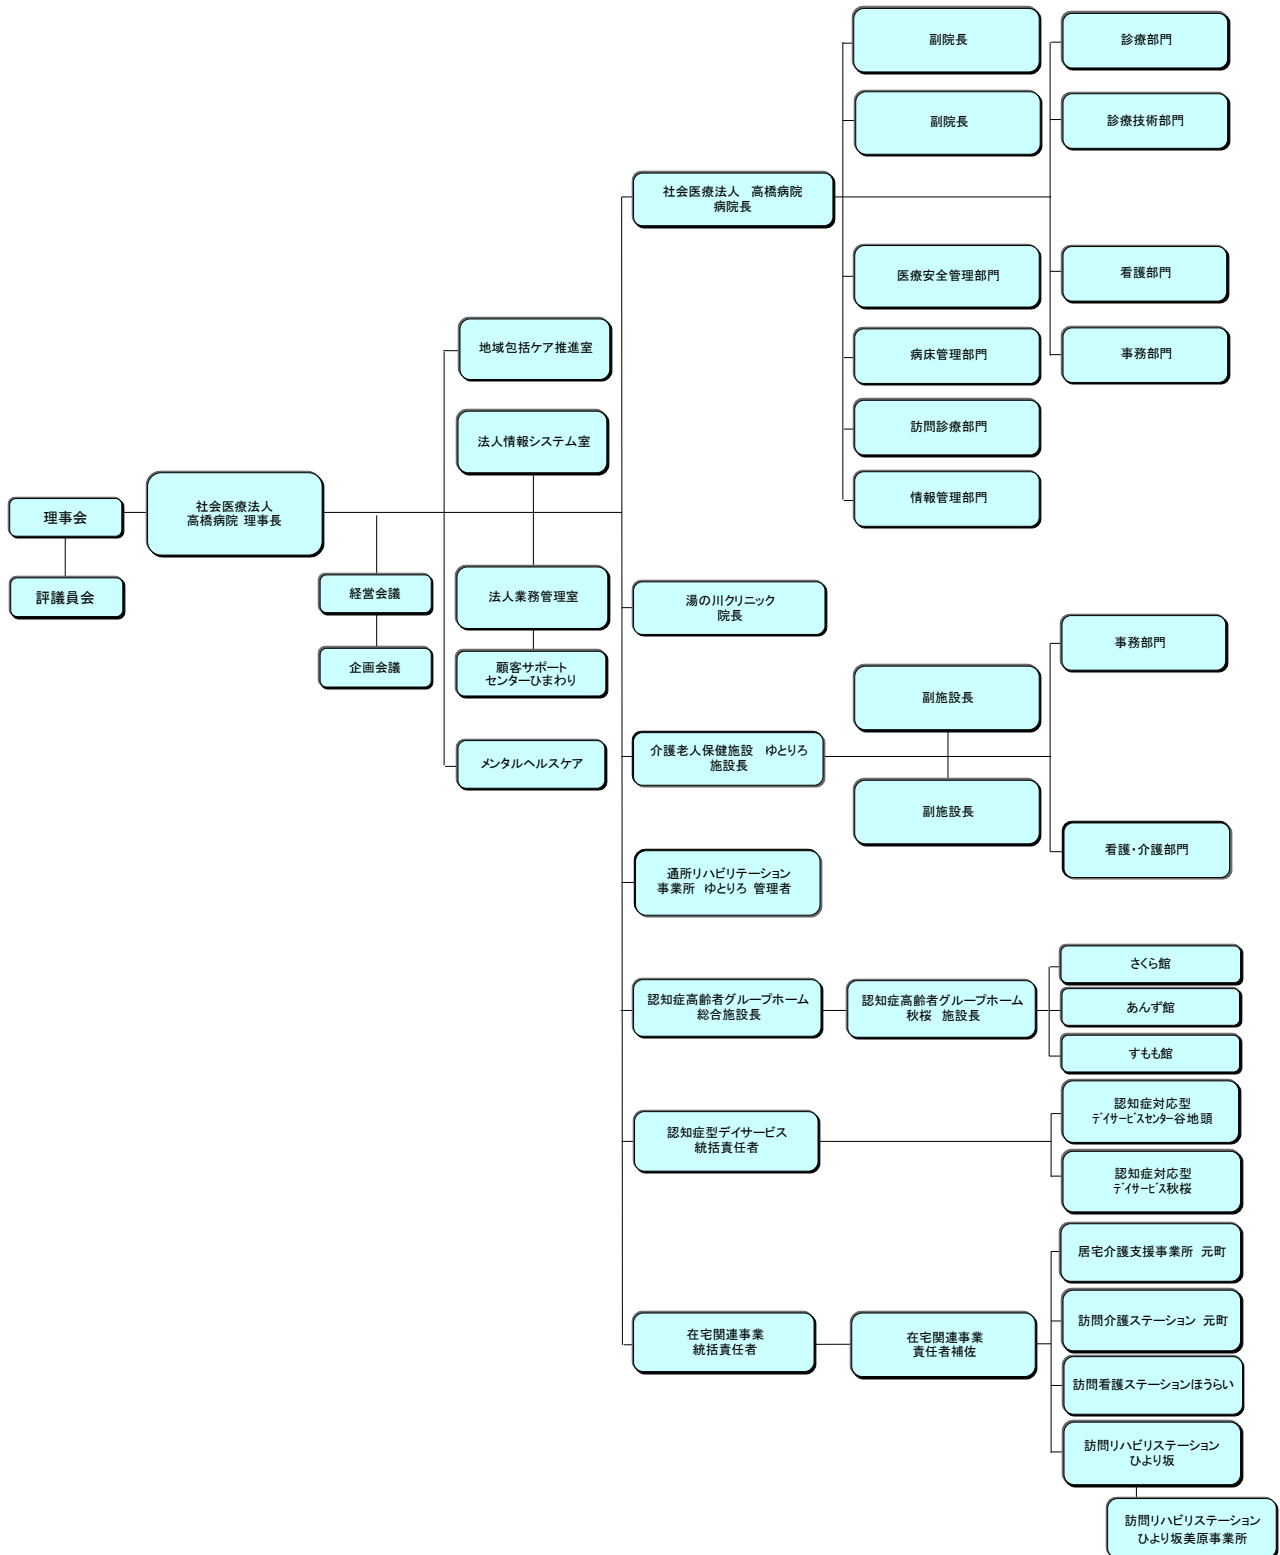 副院長
診療部門
副院長
診療技術部門
社会医療法人　高橋病院
病院長
医療安全管理部門
看護部門
地域包括ケア推進室
病床管理部門
事務部門
法人情報システム室
訪問診療部門
情報管理部門
理事会
社会医療法人
高橋病院 理事長
評議員会
経営会議
企画会議
法人業務管理室
顧客サポート
センターひまわり
メンタルヘルスケア
湯の川クリニック
院長
事務部門
副施設長
介護老人保健施設　ゆとりろ
施設長
副施設長
看護・介護部門
通所リハビリテーション
事業所　ゆとりろ 管理者
認知症高齢者グループホーム
総合施設長
認知症高齢者グループホーム
秋桜　施設長
さくら館
あんず館
すもも館
認知症型デイサービス
統括責任者
認知症対応型
ﾃﾞｲｻｰﾋﾞｽｾﾝﾀｰ谷地頭
認知症対応型
ﾃﾞｲｻｰﾋﾞｽ秋桜
在宅関連事業
統括責任者
在宅関連事業
責任者補佐
居宅介護支援事業所 元町
訪問介護ステーション 元町
訪問看護ステーションほうらい
訪問リハビリステーション
ひより坂
訪問リハビリステーション
ひより坂美原事業所